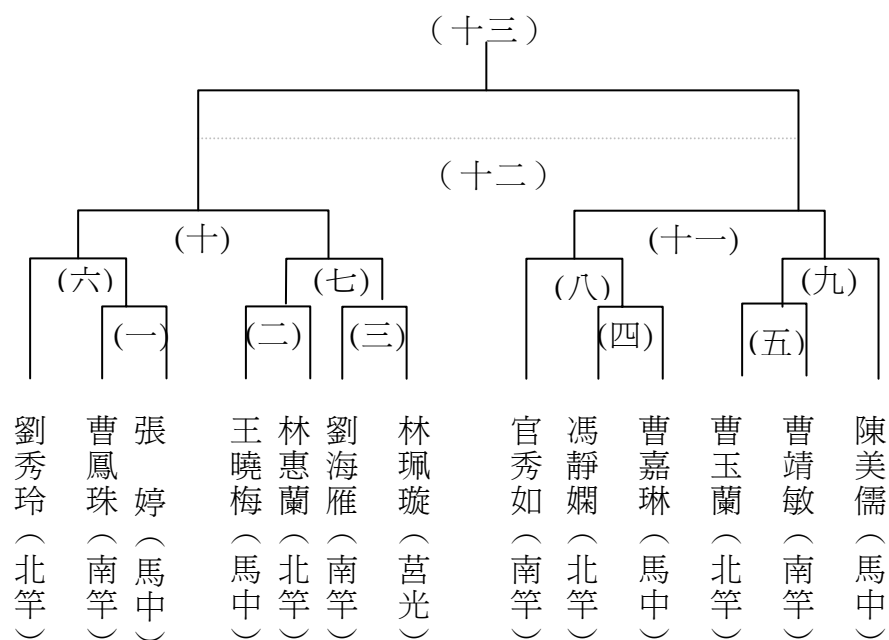 (十三)
(十二)
(十)
(十一)
(六)
(七)
(八)
(九)
(一)
(二)
(三)
(四)
(五)
劉秀玲(北竿)
曹鳳珠(南竿)
張 婷(馬中)
王曉梅(馬中)
林惠蘭(北竿)
劉海雁(南竿)
林珮璇(莒光)
官秀如(南竿)
馮靜嫻(北竿)
曹嘉琳(馬中)
曹玉蘭(北竿)
曹靖敏(南竿)
陳美儒(馬中)